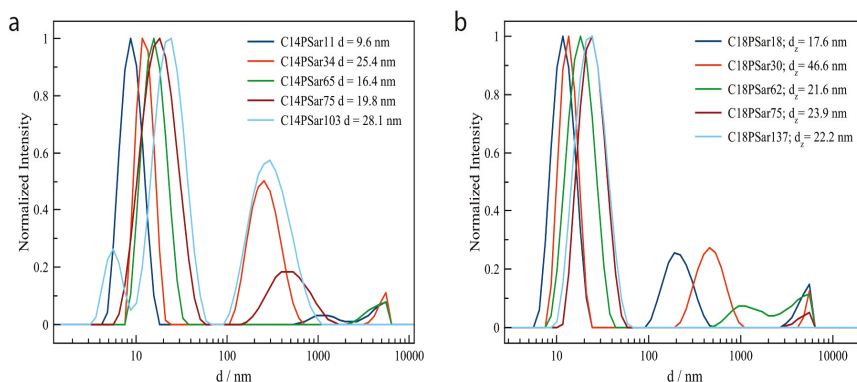 a
C14PSar11 d = 9.6 nm
C14PSar34 d = 25.4 nm
C14PSar65 d = 16.4 nm
C14PSar75 d = 19.8 nm
C14PSar103 d = 28.1 nm
Normalized Intensity
1
0.8
0.6
0.4
0.2
0
10
100
1000
10000
d / nm
b
C18PSar18; dz = 17.6 nm
C18PSar30; dz = 46.6 nm
C18PSar62; dz = 21.6 nm
C18PSar75; dz = 23.9 nm
C18PSar137; dz = 22.2 nm
Normalized Intensity
1
0.8
0.6
0.4
0.2
0
10
100
1000
10000
d / nm